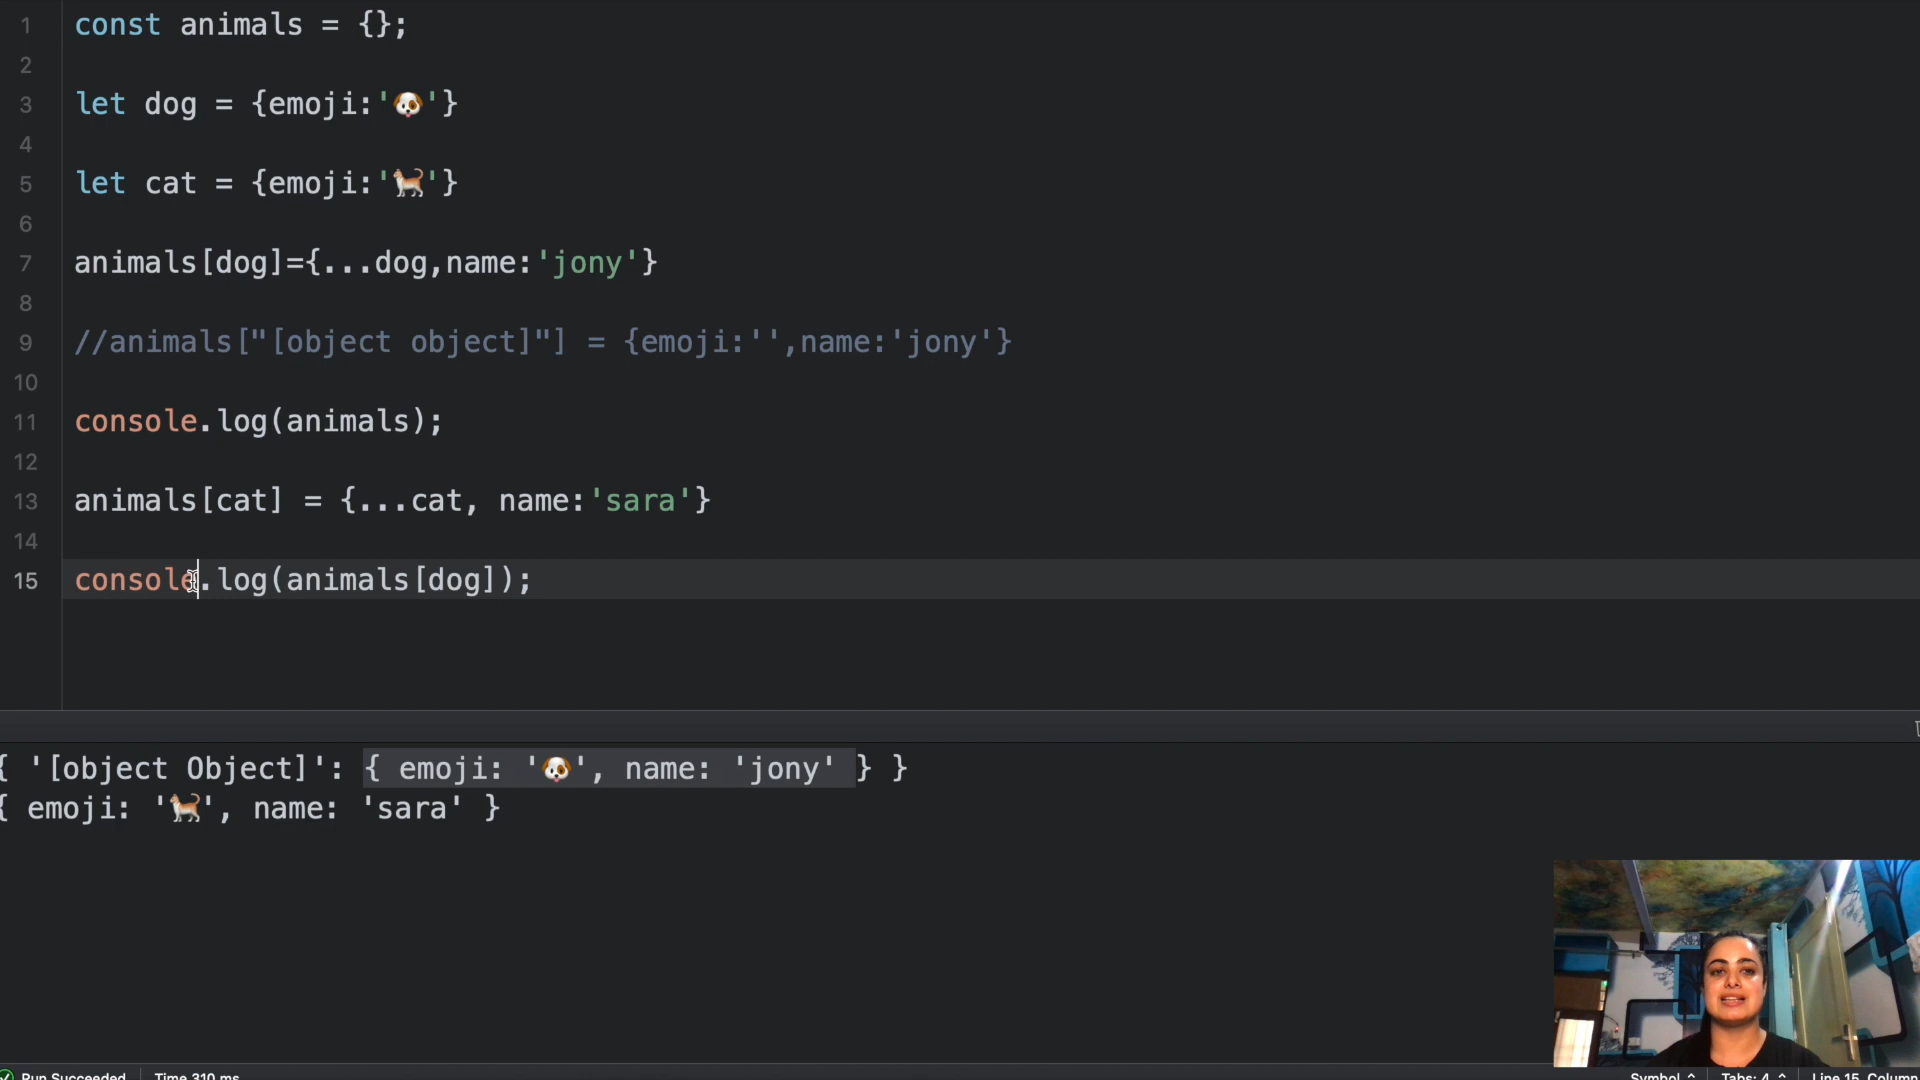 1 const animals = {};
2
3 let dog = {emoji:'🐶'}
4
5 let cat = {emoji:'🐈'}
6
7 animals[dog]={...dog,name:'jony'}
8
9 //animals["[object object]"] = {emoji:'',name:'jony'}
10
11 console.log(animals);
12
13 animals[cat] = {...cat, name:'sara'}
14
15 console.log(animals[dog]);
{ '[object Object]': { emoji: '🐶', name: 'jony' } }
{ emoji: '🐈', name: 'sara' }
Run Succeeded Time 310 ms Symbol Tabs: 4 Line 15, Column